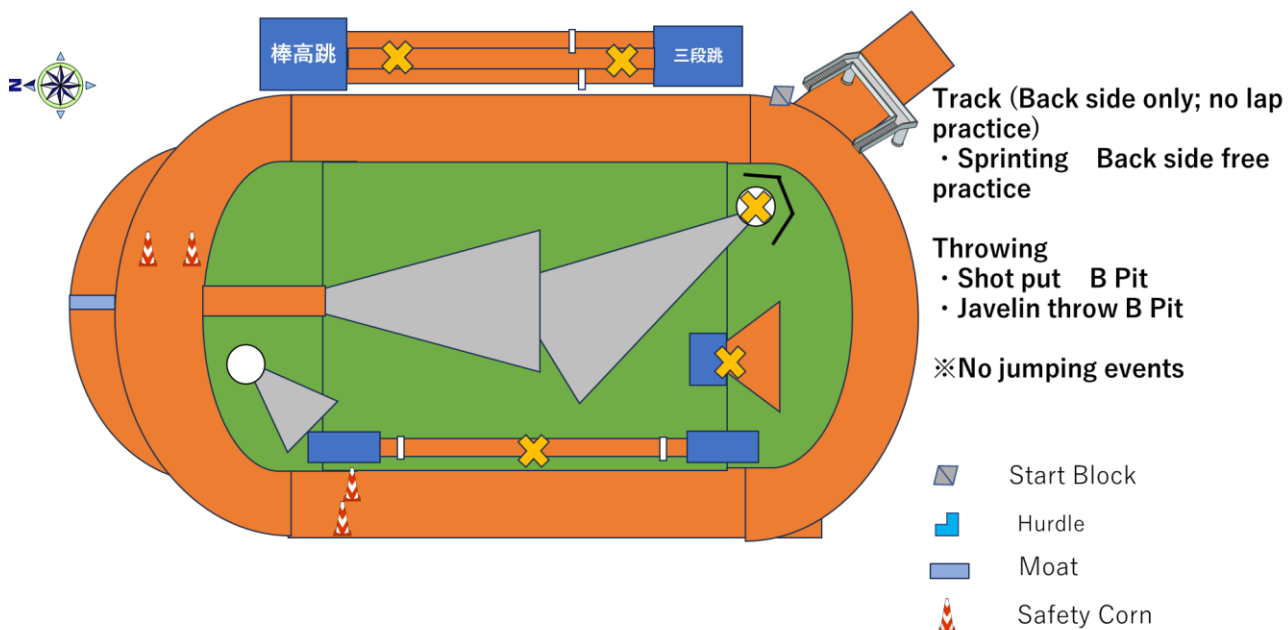 棒高跳
三段跳
N
Track (Back side only; no lap
practice)
・Sprinting　Back side free
practice
Throwing
・Shot put　B Pit
・Javelin throw B Pit
※No jumping events
Start Block
Hurdle
Moat
Safety Corn